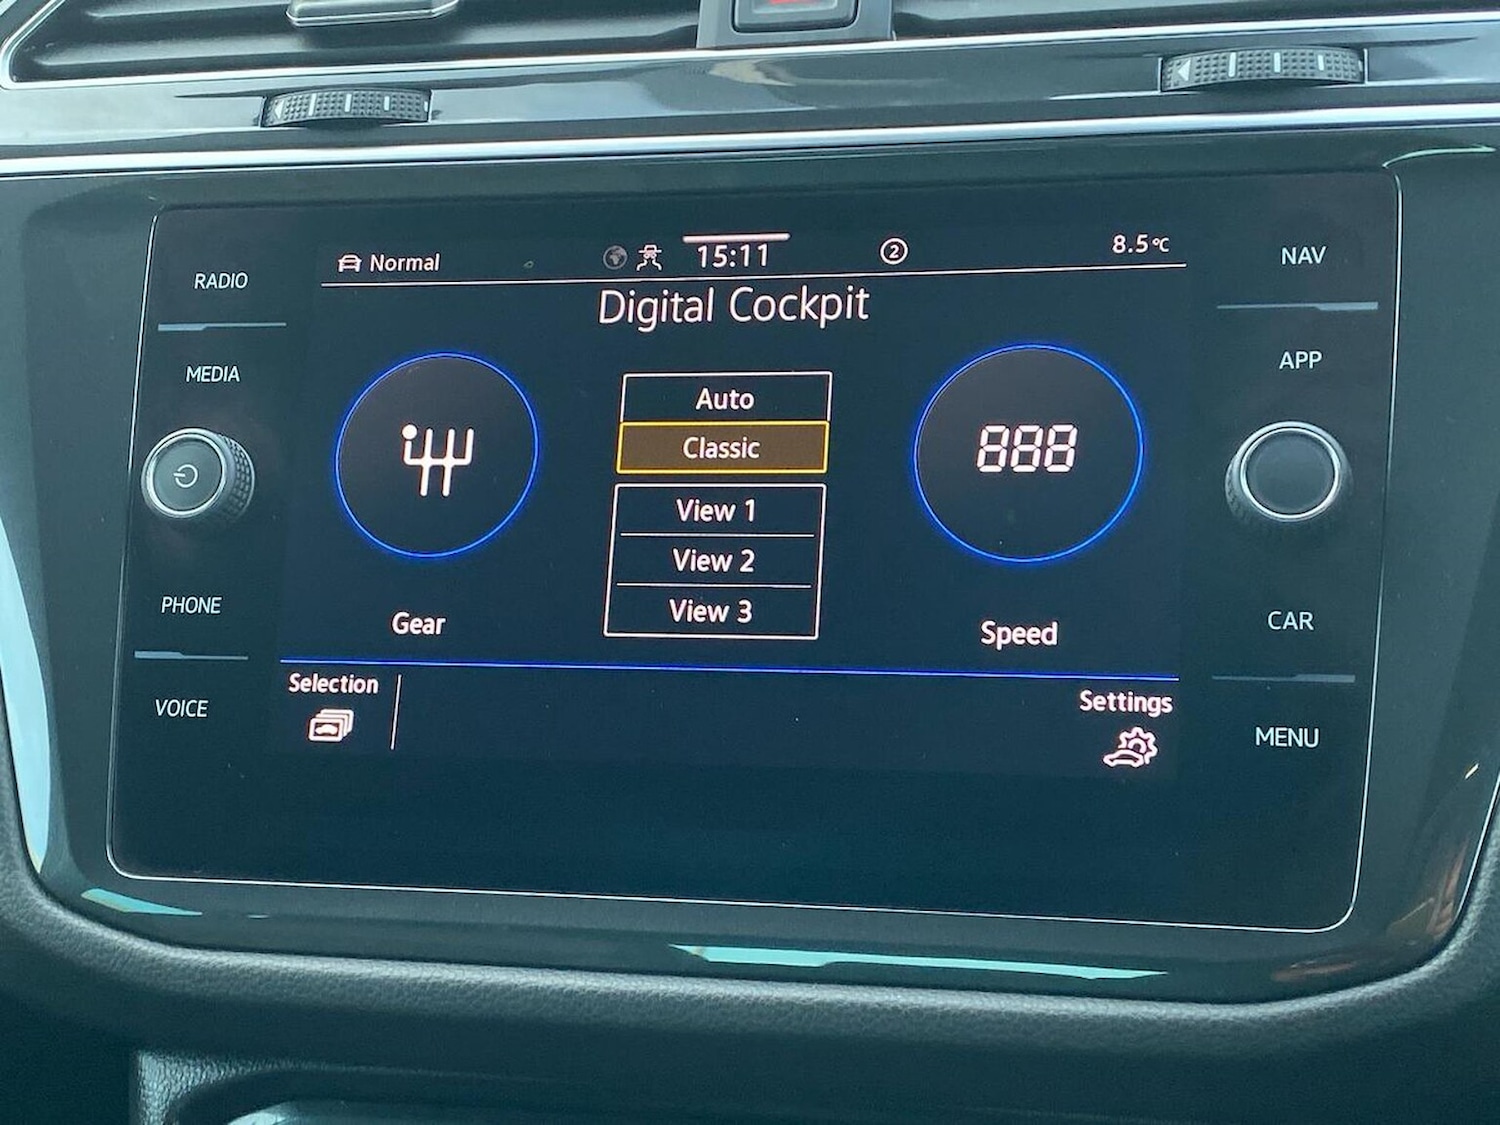 Normal
15:11
2
8.5°C
RADIO
NAV
Digital Cockpit
MEDIA
APP
Auto
Classic
888
View 1
View 2
View 3
PHONE
CAR
Gear
Speed
Selection
Settings
VOICE
MENU